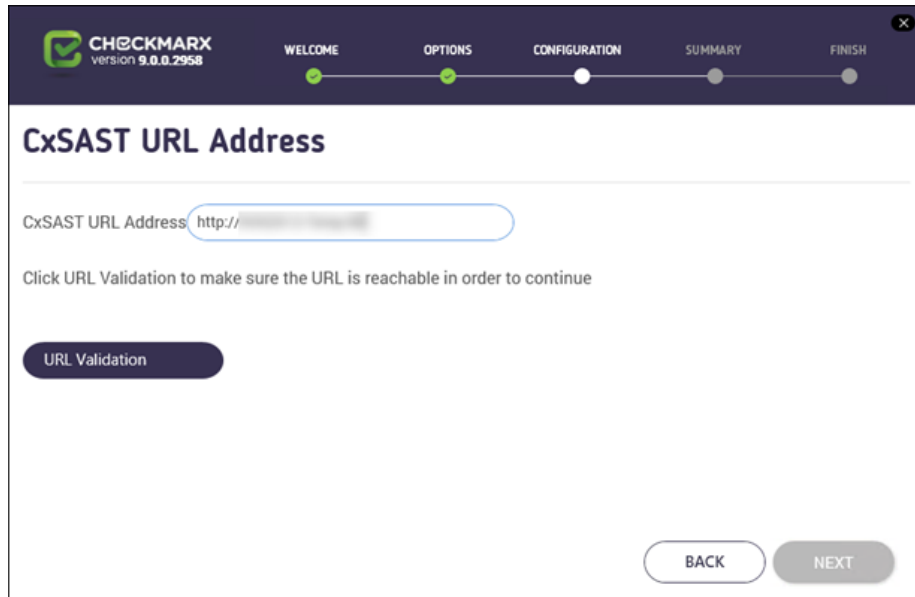 CHECKMARX
version 9.0.0.2958
WELCOME
OPTIONS
CONFIGURATION
SUMMARY
FINISH
CxSAST URL Address
CxSAST URL Address http://
Click URL Validation to make sure the URL is reachable in order to continue
URL Validation
BACK
NEXT